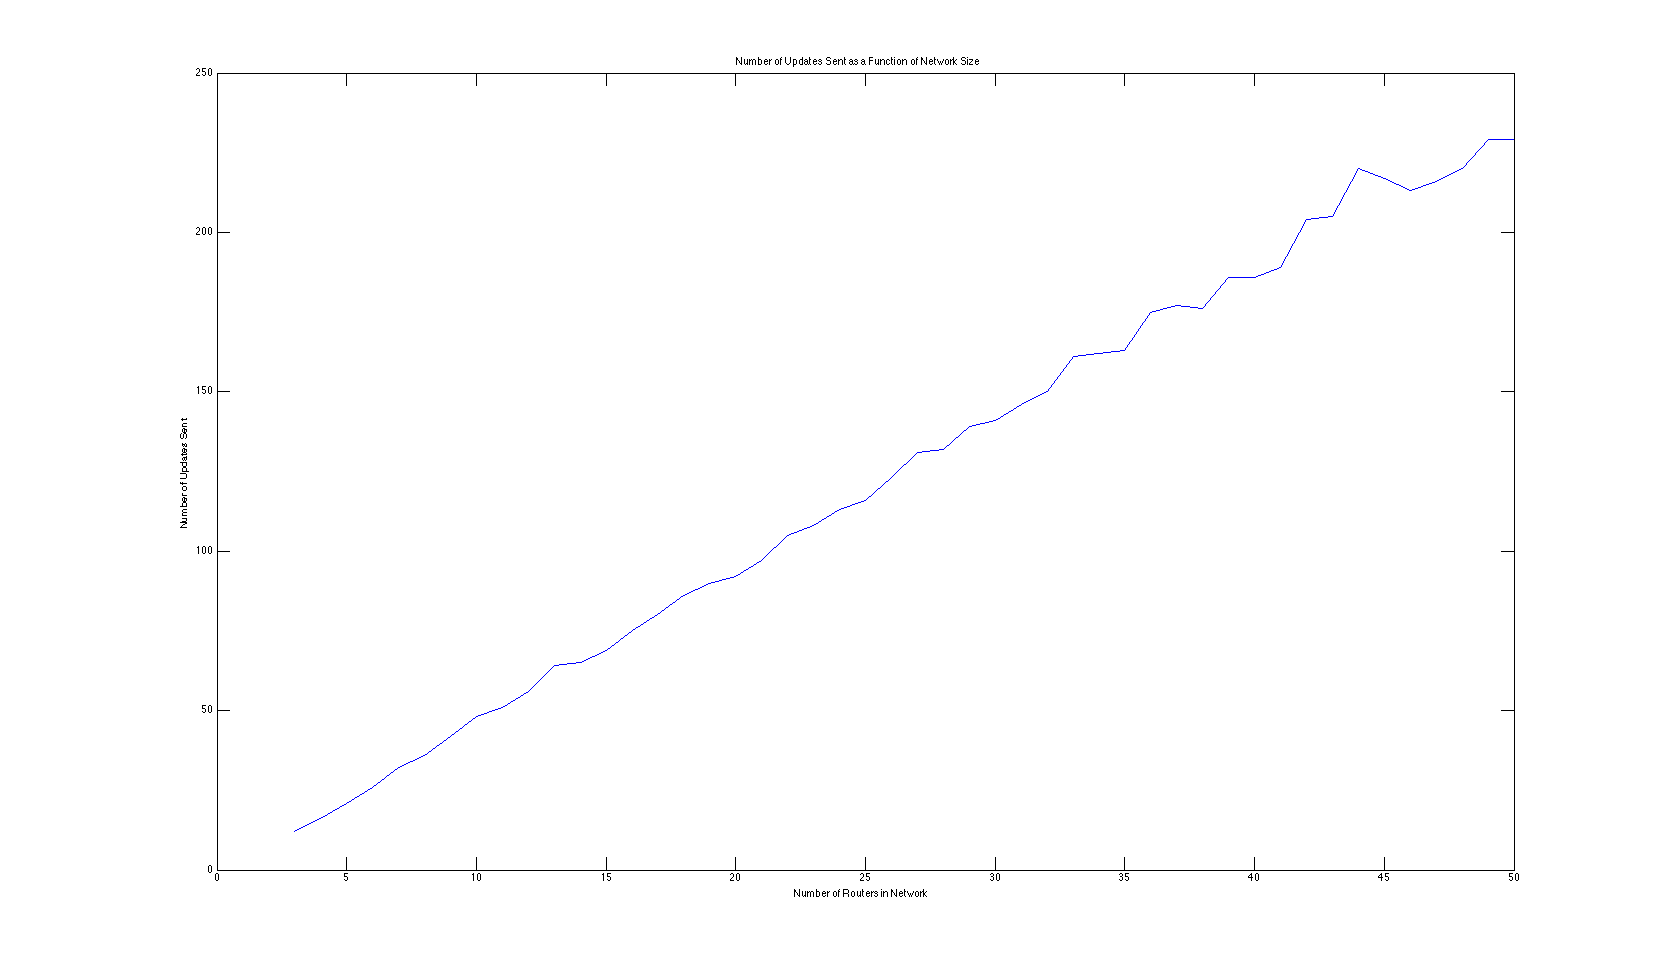 Number of Updates Sent as a Function of Network Size
250
200
150
100
50
0
Number of Updates Sent
0 5 10 15 20 25 30 35 40 45 50
Number of Routers in Network